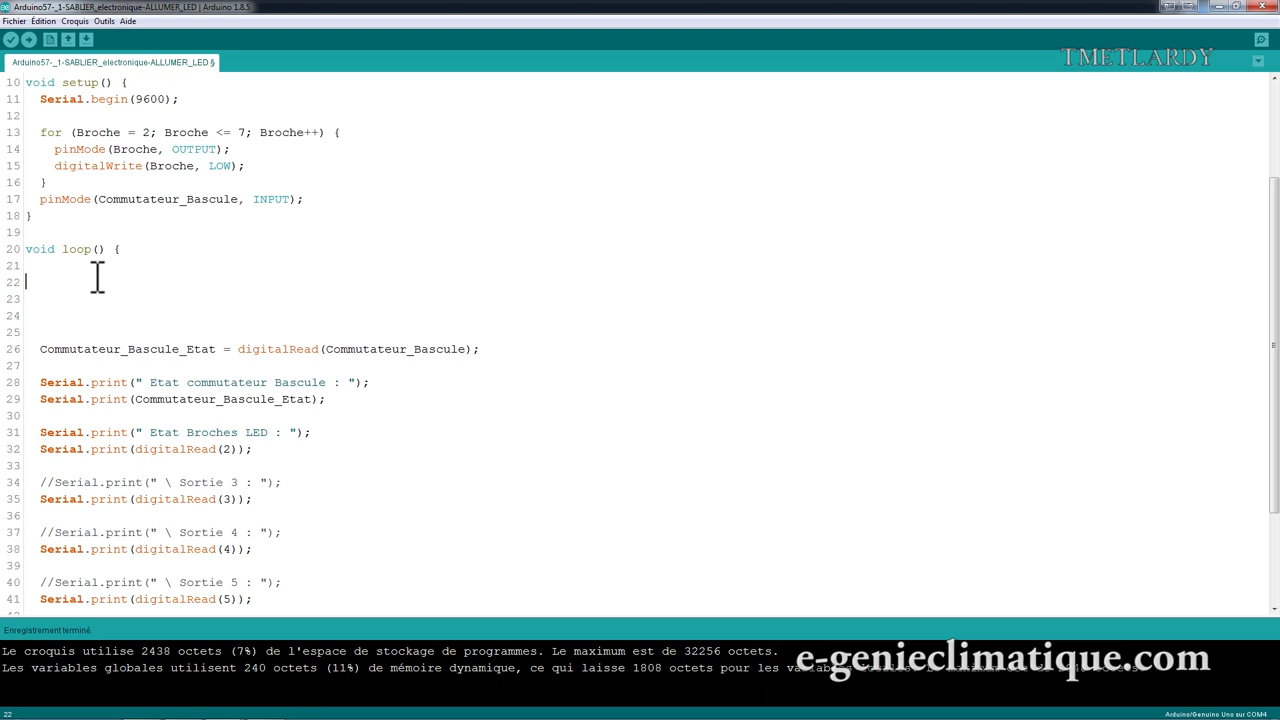 Arduino57-_1-SABLIER_electronique-ALLUMER_LED | Arduino 1.8.5
Fichier Édition Croquis Outils Aide
Arduino57-_1-SABLIER_electronique-ALLUMER_LED §
TMETLARDY
10 void setup() {
11 Serial.begin(9600);
12
13 for (Broche = 2; Broche <= 7; Broche++) {
14 pinMode(Broche, OUTPUT);
15 digitalWrite(Broche, LOW);
16 }
17 pinMode(Commutateur_Bascule, INPUT);
18 }
19
20 void loop() {
21
22
23
24
25
26 Commutateur_Bascule_Etat = digitalRead(Commutateur_Bascule);
27
28 Serial.print(" Etat commutateur Bascule : ");
29 Serial.print(Commutateur_Bascule_Etat);
30
31 Serial.print(" Etat Broches LED : ");
32 Serial.print(digitalRead(2));
33
34 //Serial.print(" \ Sortie 3 : ");
35 Serial.print(digitalRead(3));
36
37 //Serial.print(" \ Sortie 4 : ");
38 Serial.print(digitalRead(4));
39
40 //Serial.print(" \ Sortie 5 : ");
41 Serial.print(digitalRead(5));
Enregistrement terminé.
Le croquis utilise 2438 octets (7%) de l'espace de stockage de programmes. Le maximum est de 32256 octets.
Les variables globales utilisent 240 octets (11%) de mémoire dynamique, ce qui laisse 1808 octets pour les
e-genieclimatique.com
22
Arduino/Genuino Uno sur COM4